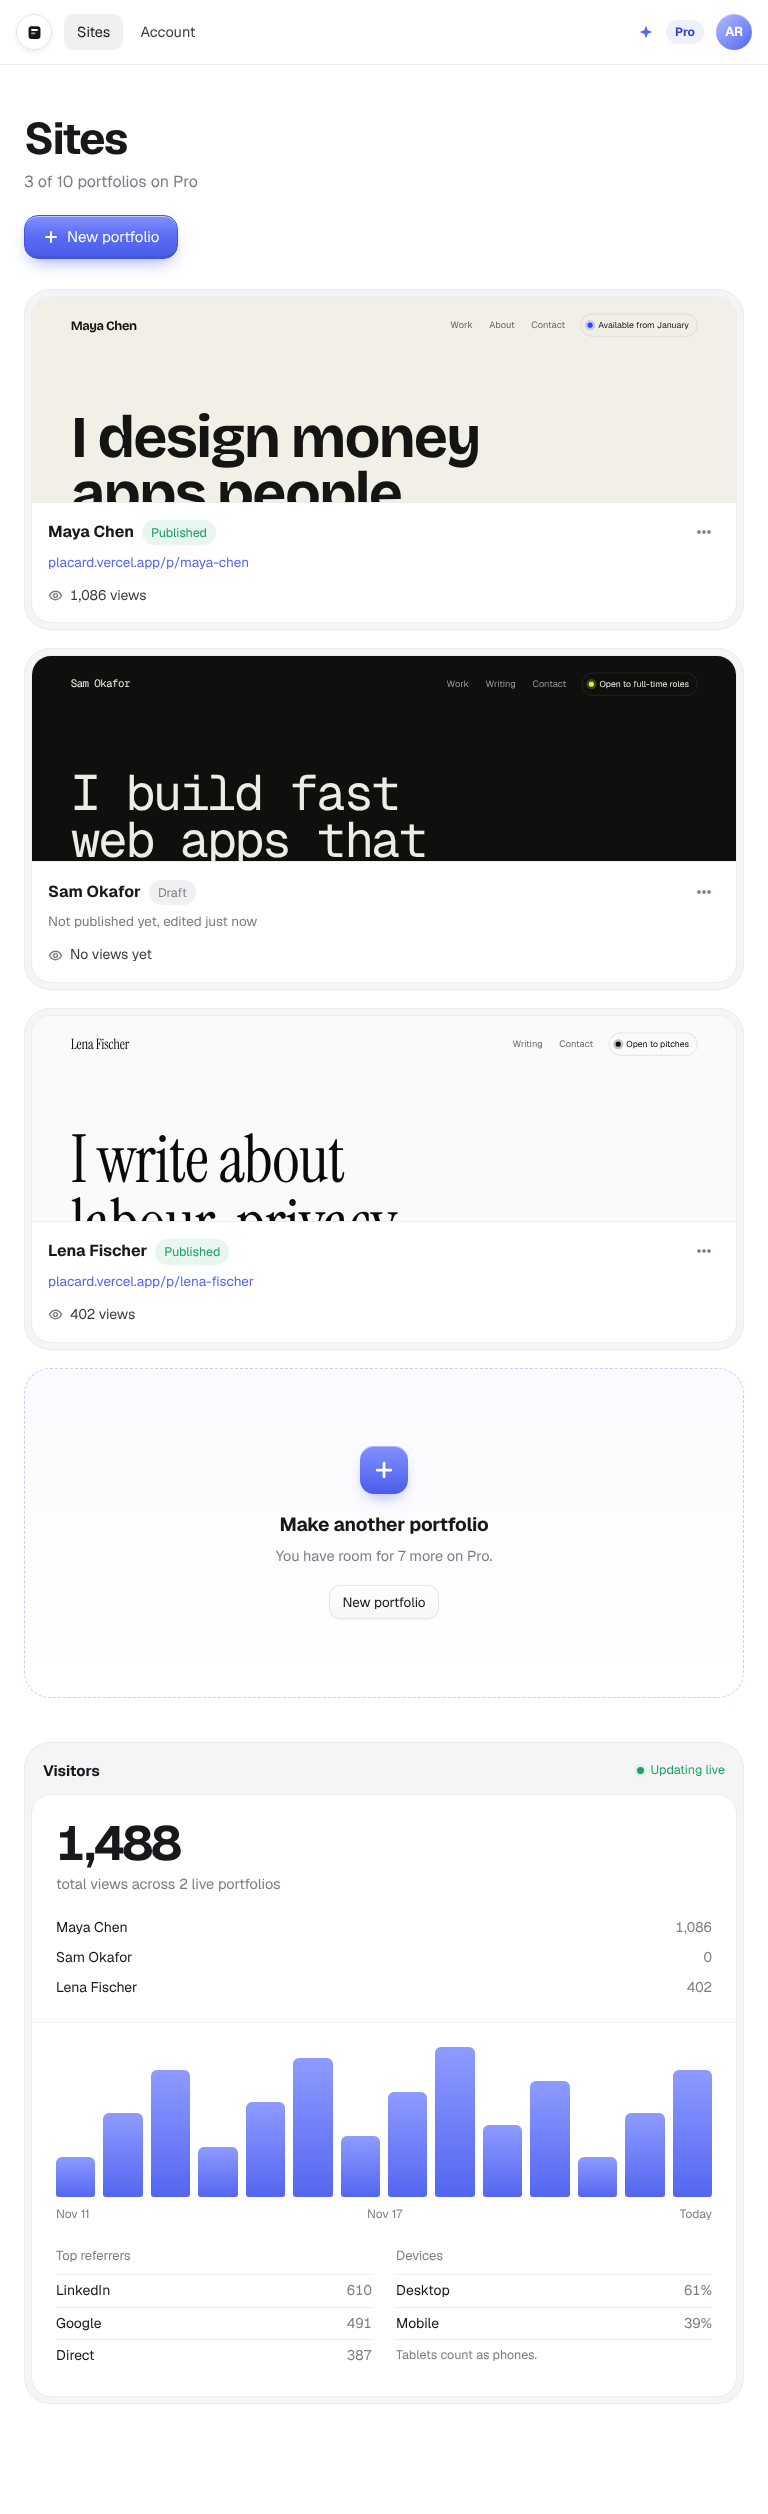 Sites
Account
Pro
AR
Sites
3 of 10 portfolios on Pro
New portfolio
Maya Chen
Work About Contact Available from January
I design money
apps people
Maya Chen Published
placard.vercel.app/p/maya-chen
1,086 views
Sam Okafor
Work Writing Contact Open to full-time roles
I build fast
web apps that
Sam Okafor Draft
Not published yet, edited just now
No views yet
Lena Fischer
Writing Contact Open to pitches
I write about
labour, privacy
Lena Fischer Published
placard.vercel.app/p/lena-fischer
402 views
Make another portfolio
You have room for 7 more on Pro.
New portfolio
Visitors
Updating live
1,488
total views across 2 live portfolios
Maya Chen 1,086
Sam Okafor 0
Lena Fischer 402
Nov 11 Nov 17 Today
Top referrers
LinkedIn 610
Google 491
Direct 387
Devices
Desktop 61%
Mobile 39%
Tablets count as phones.